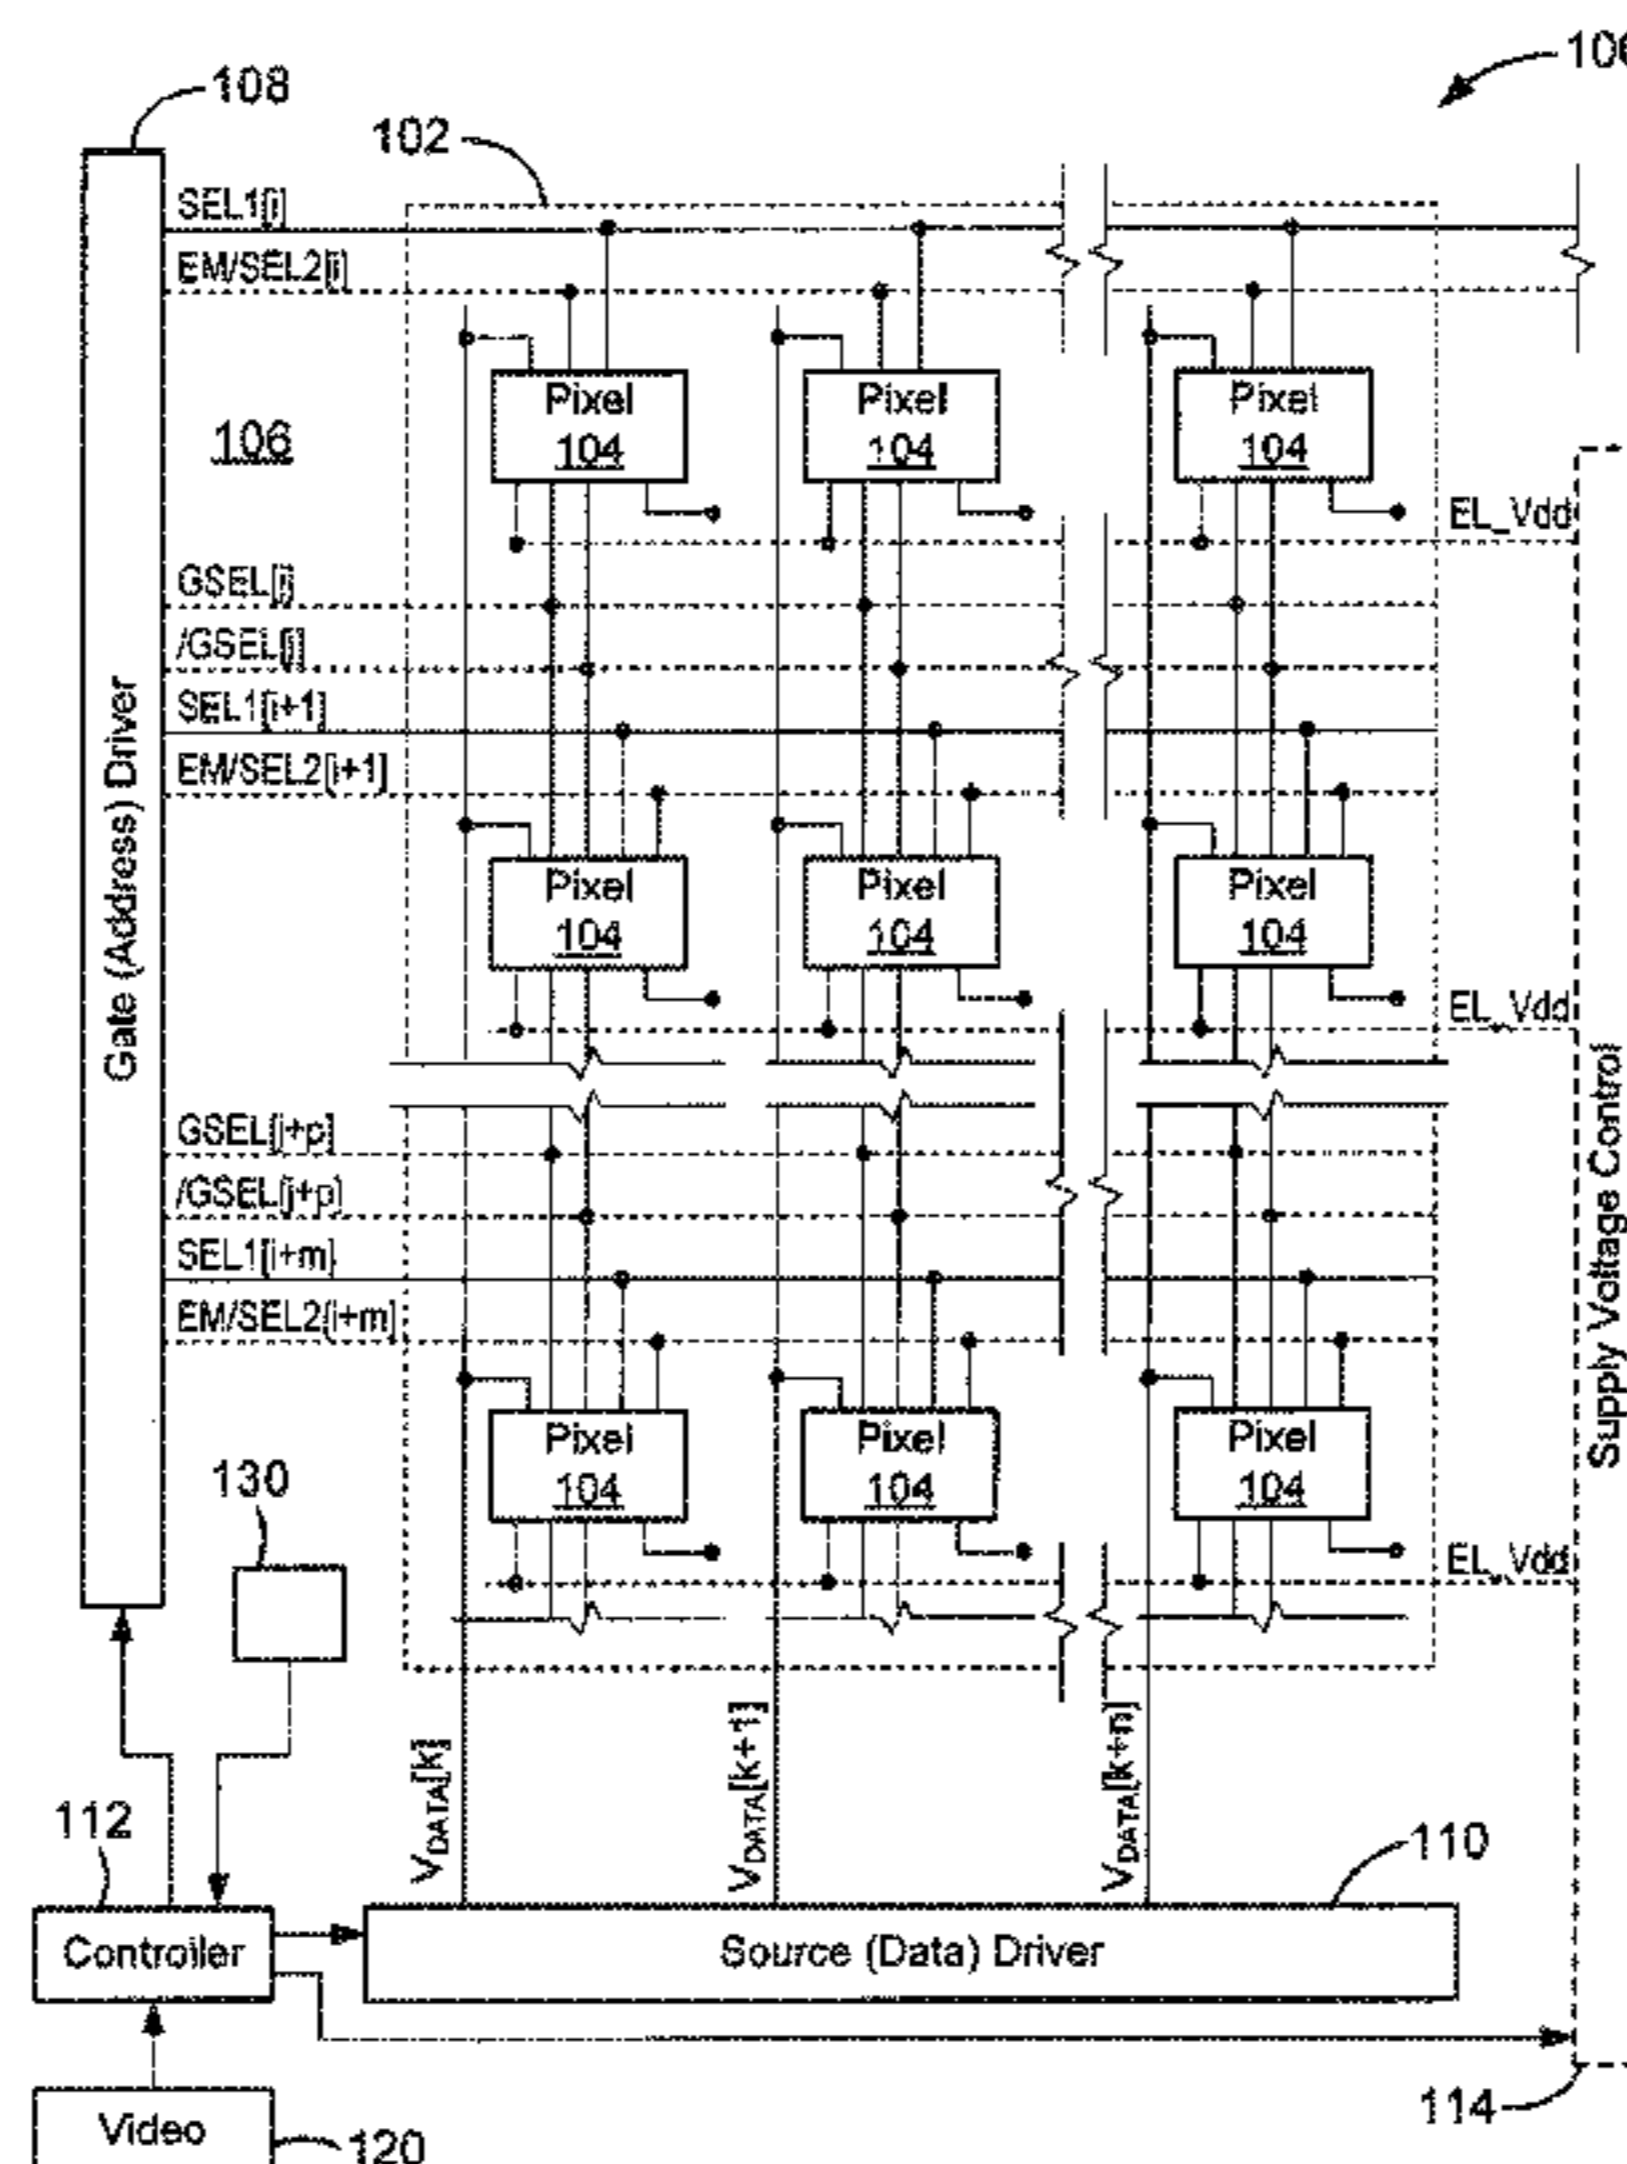 108
102
SEL1[i]
EM/SEL2[i]
106
Pixel
104
Pixel
104
Pixel
104
EL_Vdd
GSEL[j]
/GSEL[j]
SEL1[i+1]
EM/SEL2[i+1]
Gate (Address) Driver
Pixel
104
Pixel
104
Pixel
104
EL_Vdd
Supply Voltage Control
GSEL[j+p]
/GSEL[j+p]
SEL1[i+m]
EM/SEL2[i+m]
Pixel
104
Pixel
104
Pixel
104
EL_Vdd
130
VDATA[k]
VDATA[k+1]
VDATA[k+n]
112
110
Controller
Source (Data) Driver
114
Video
120